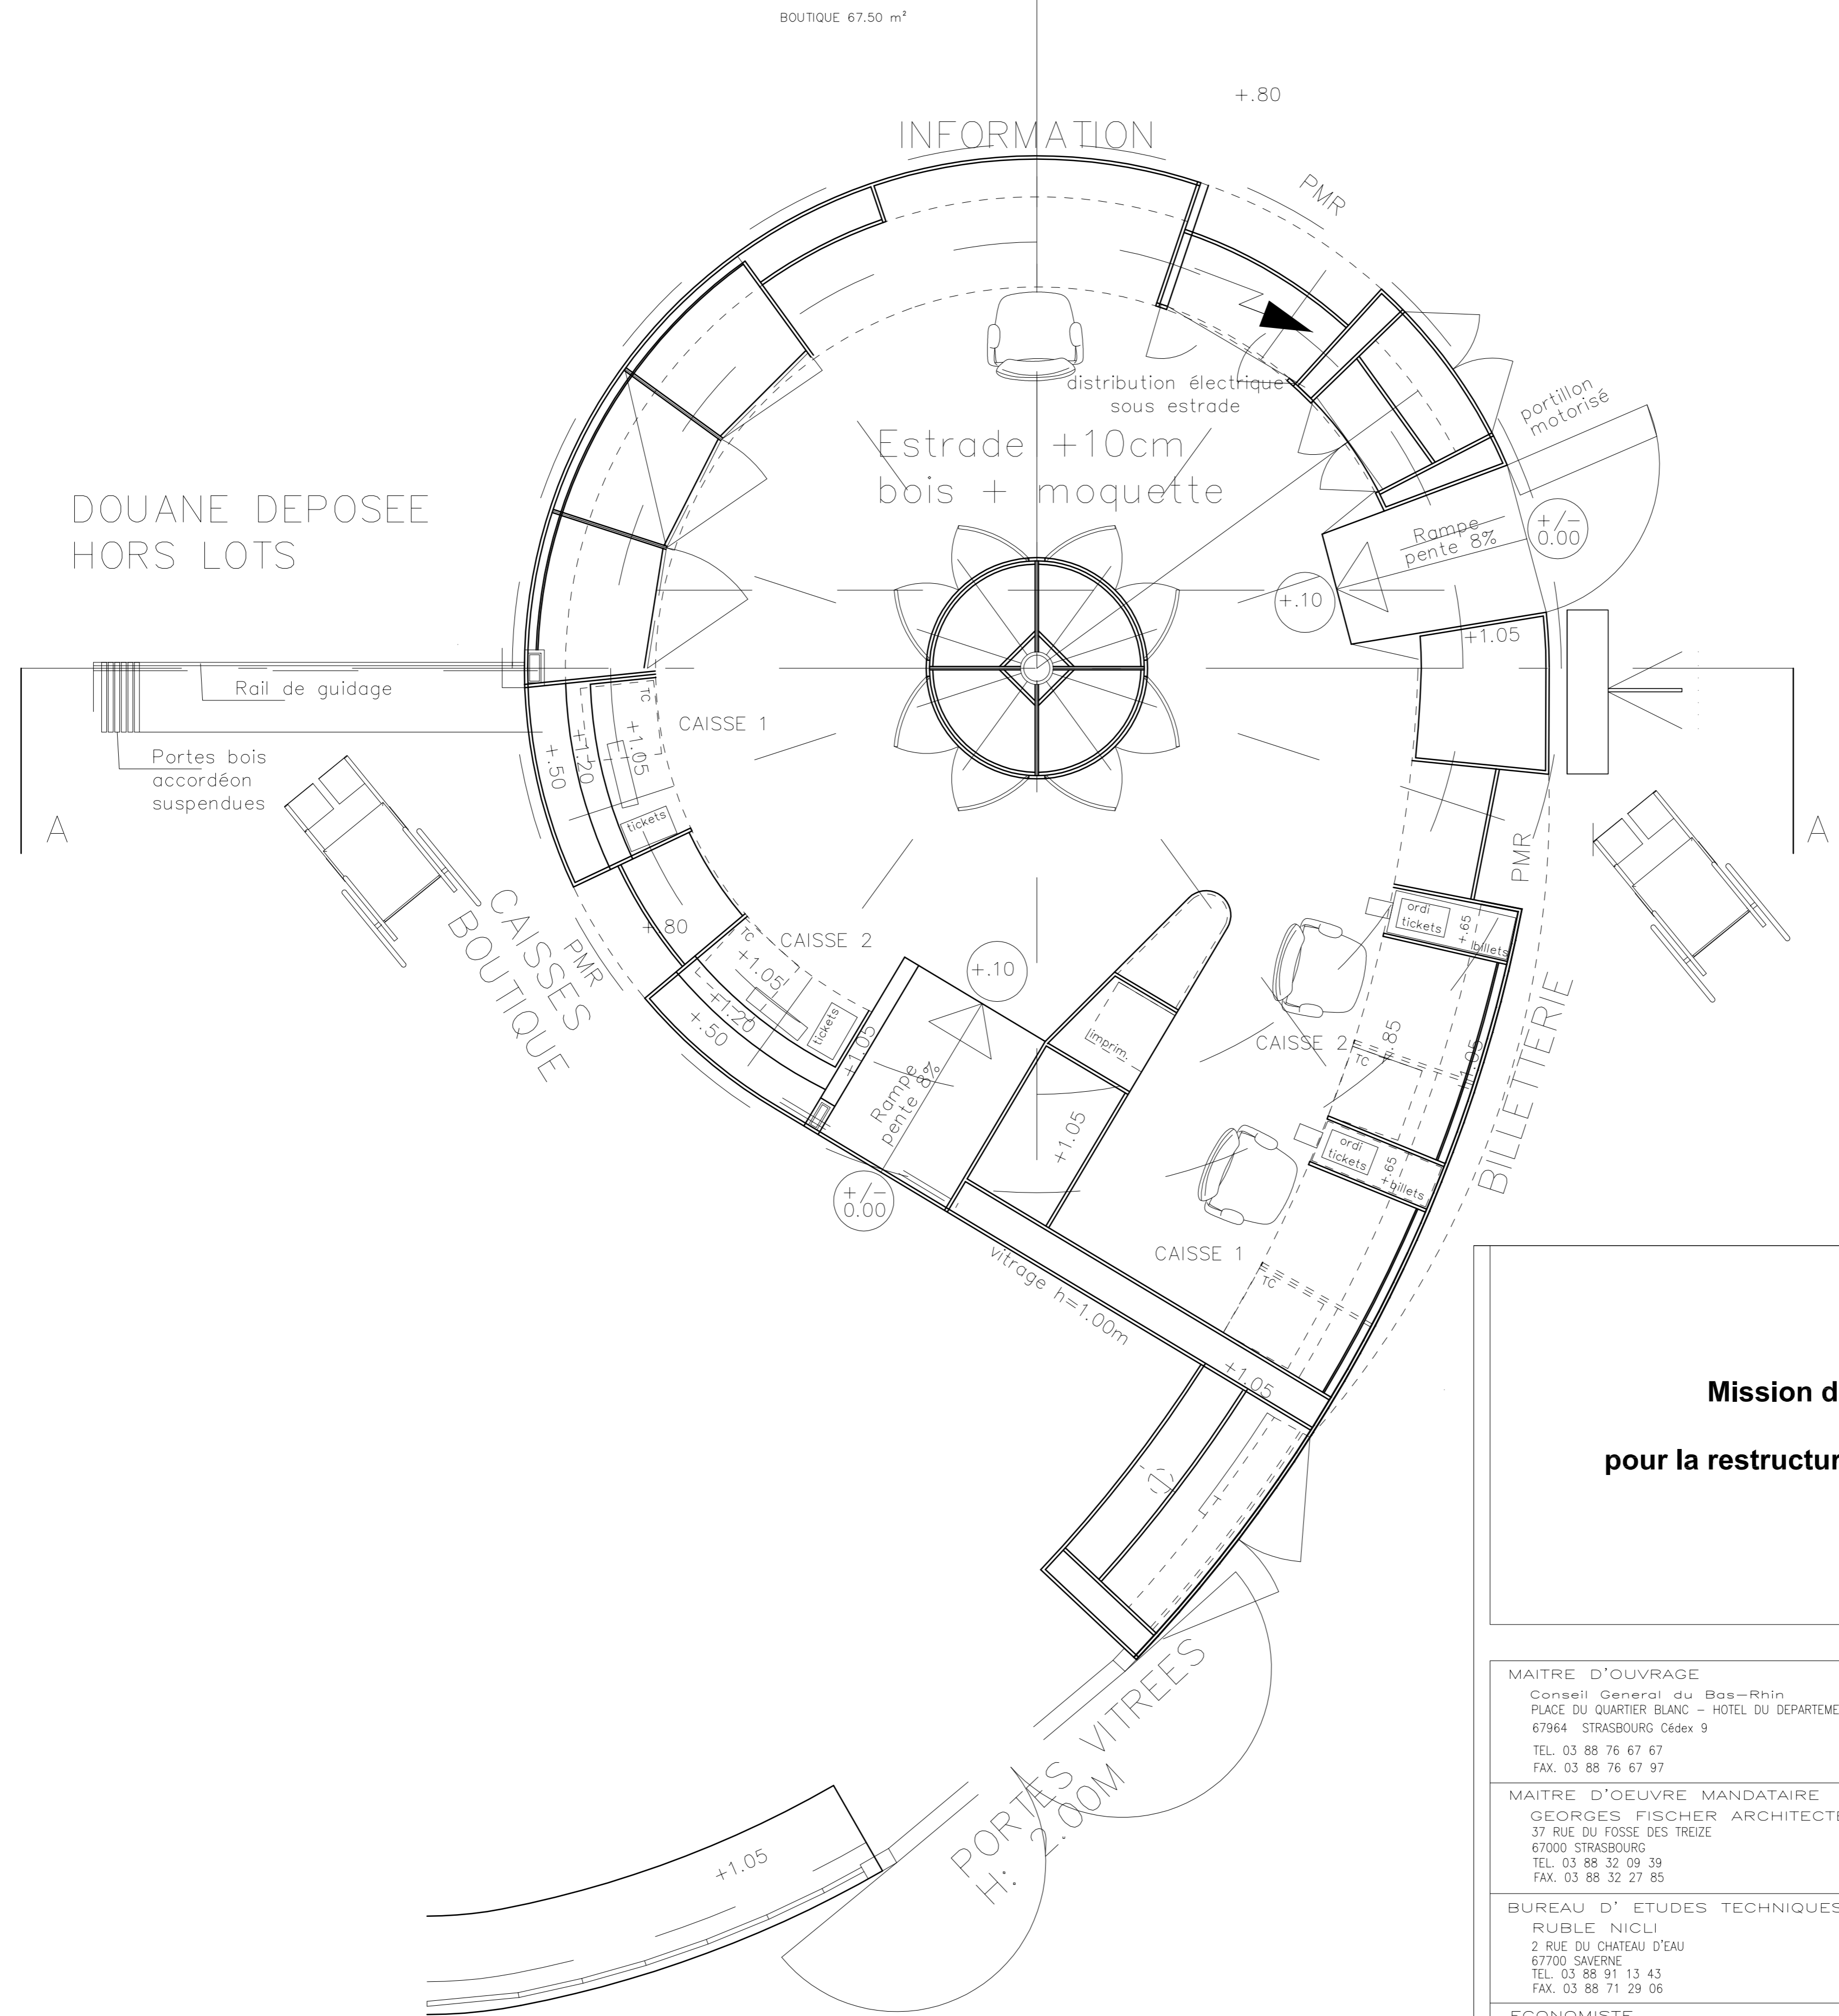 BOUTIQUE 67.50 m²
+.80
INFORMATION
PMR
distribution électrique
sous estrade
portillon
motorisé
Estrade +10cm
bois + moquette
DOUANE DEPOSEE
HORS LOTS
Rampe
pente 8%
+/-
0.00
+.10
+1.05
Rail de guidage
TC
CAISSE 1
+1.05
+1.20
+.50
Portes bois
accordéon
suspendues
tickets
A
A
PMR
CAISSES
BOUTIQUE
PMR
+.80
CAISSE 2
TC
+1.05
+1.20
+.50
tickets
+1.05
+.10
ordi
tickets
+.65
+billets
imprim.
CAISSE 2
+.85
TC
+1.05
BILLETTERIE
Rampe
pente 8%
+1.05
ordi
tickets
+.65
+billets
+/-
0.00
CAISSE 1
TC
vitrage h=1.00m
+1.05
Mission d
pour la restructur
PORTES VITREES
H: 2.00M
+1.05
MAITRE D'OUVRAGE
Conseil General du Bas-Rhin
PLACE DU QUARTIER BLANC - HOTEL DU DEPARTEME
67964 STRASBOURG Cédex 9
TEL. 03 88 76 67 67
FAX. 03 88 76 67 97
MAITRE D'OEUVRE MANDATAIRE
GEORGES FISCHER ARCHITECTE
37 RUE DU FOSSE DES TREIZE
67000 STRASBOURG
TEL. 03 88 32 09 39
FAX. 03 88 32 27 85
BUREAU D' ETUDES TECHNIQUES
RUBLE NICLI
2 RUE DU CHATEAU D'EAU
67700 SAVERNE
TEL. 03 88 91 13 43
FAX. 03 88 71 29 06
ECONOMISTE